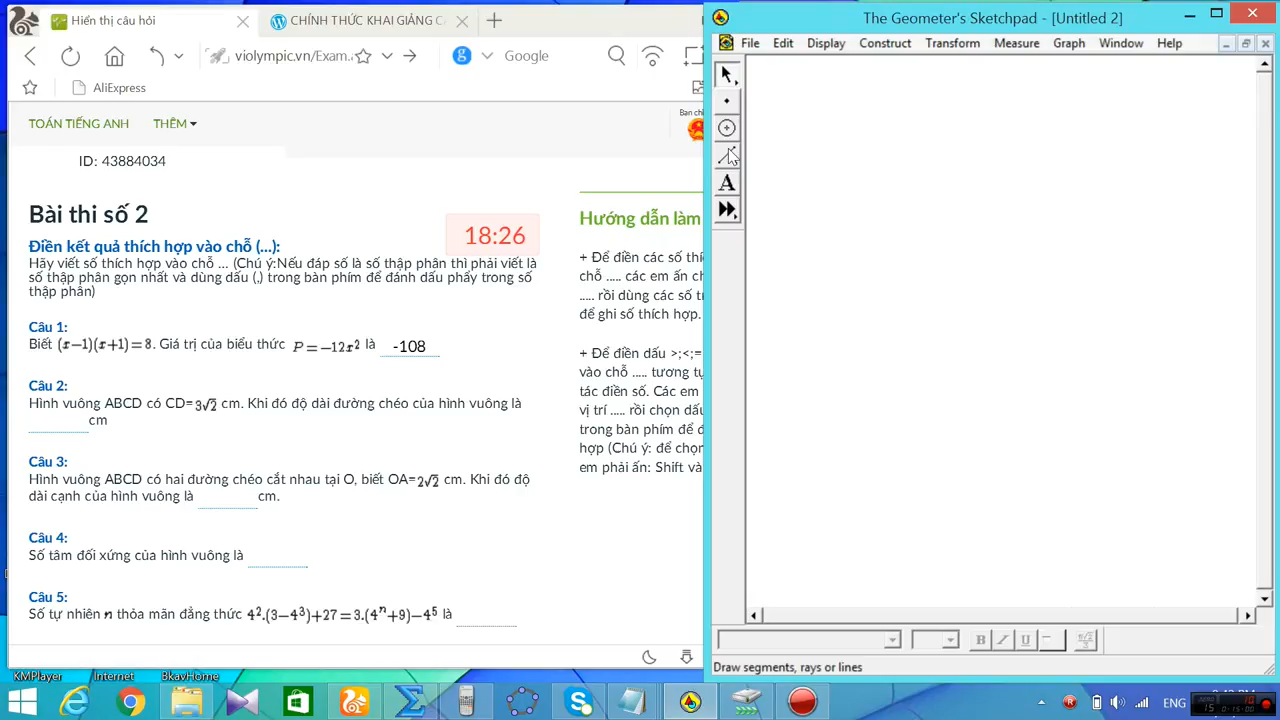 Hiển thị câu hỏi
CHÍNH THỨC KHAI GIẢNG C
violympic.vn/Exam.
Google
AliExpress
TOÁN TIẾNG ANH THÊM
Ban chỉ
ID: 43884034
Bài thi số 2
18:26
Điền kết quả thích hợp vào chỗ (...):
Hãy viết số thích hợp vào chỗ ... (Chú ý:Nếu đáp số là số thập phân thì phải viết là
số thập phân gọn nhất và dùng dấu (,) trong bàn phím để đánh dấu phẩy trong số
thập phân)
Câu 1:
Biết (x−1)(x+1)=8. Giá trị của biểu thức P=−12x² là -108
Câu 2:
Hình vuông ABCD có CD=3√2 cm. Khi đó độ dài đường chéo của hình vuông là
cm
Câu 3:
Hình vuông ABCD có hai đường chéo cắt nhau tại O, biết OA=2√2 cm. Khi đó độ
dài cạnh của hình vuông là cm.
Câu 4:
Số tâm đối xứng của hình vuông là
Câu 5:
Số tự nhiên n thỏa mãn đẳng thức 4².(3−4³)+27=3.(4ⁿ+9)−4⁵ là
Hướng dẫn làm
+ Để điền các số thí
chỗ ..... các em ấn ch
..... rồi dùng các số tr
để ghi số thích hợp.
+ Để điền dấu >;<;=
vào chỗ ..... tương tự
tác điền số. Các em
vị trí ..... rồi chọn dấu
trong bàn phím để đ
hợp (Chú ý: để chọn
em phải ấn: Shift và
The Geometer's Sketchpad - [Untitled 2]
File Edit Display Construct Transform Measure Graph Window Help
A
B I U
Draw segments, rays or lines
KMPlayer Internet BkavHome
ENG